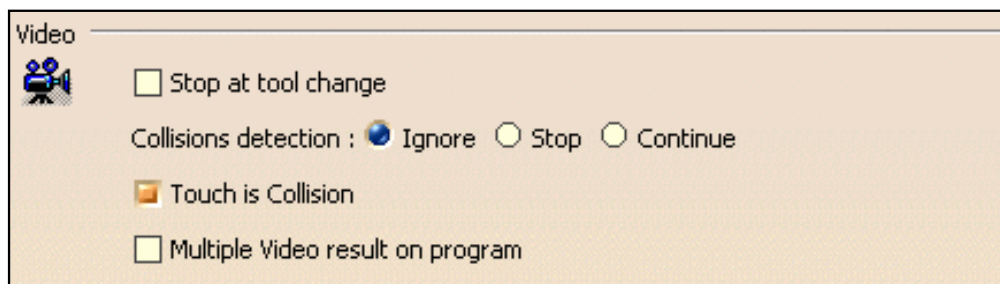 Video
Stop at tool change
Collisions detection : Ignore Stop Continue
Touch is Collision
Multiple Video result on program